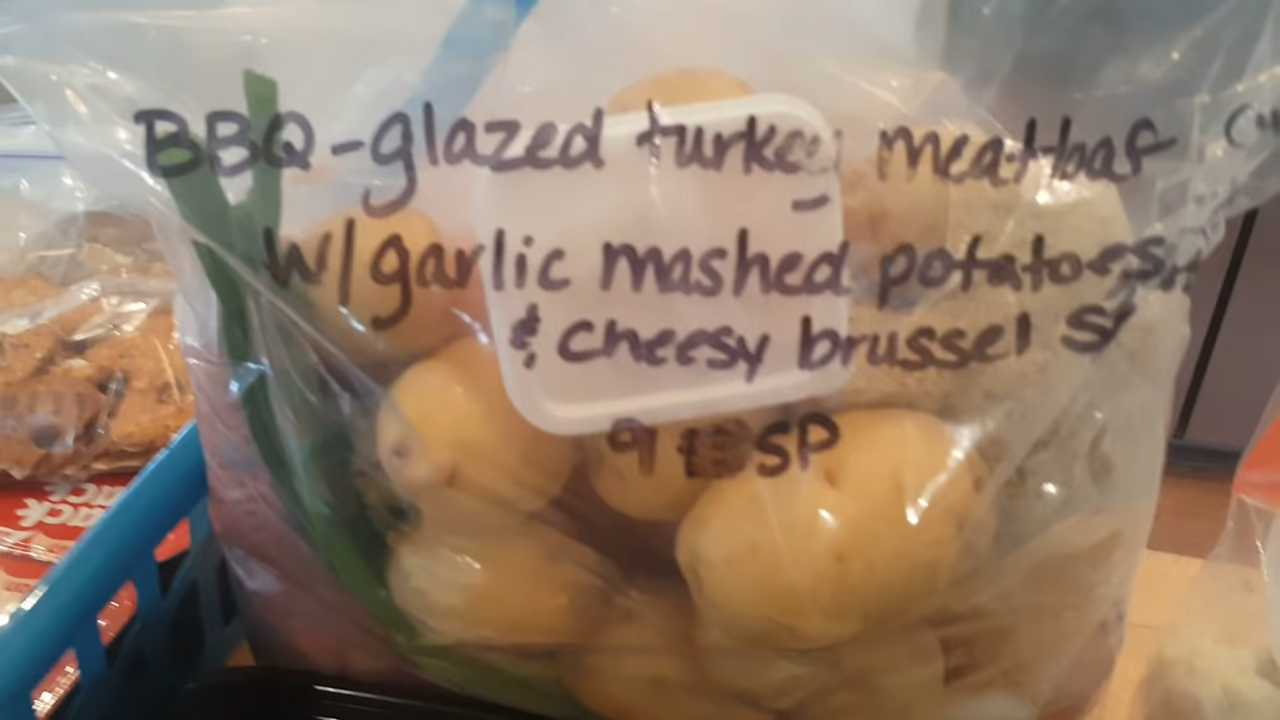 BBQ-glazed turkey meatloaf
w/garlic mashed potatoes
& cheesy brussel
9 SP